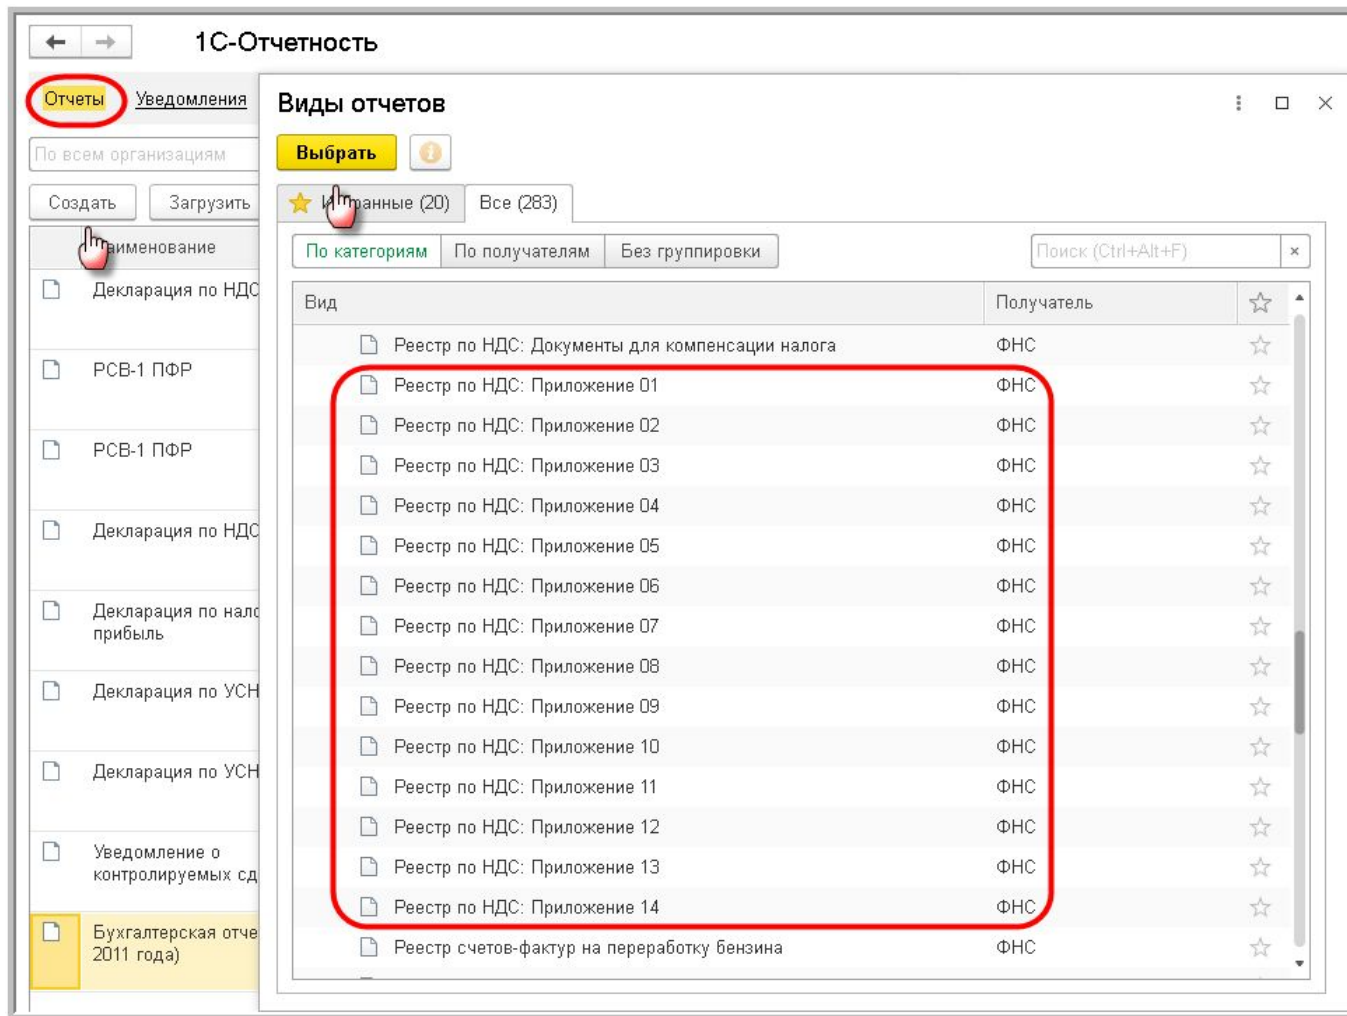 1С-Отчетность
Отчеты Уведомления
По всем организациям
Создать Загрузить
Наименование
Декларация по НДС
РСВ-1 ПФР
РСВ-1 ПФР
Декларация по НДС
Декларация по нало
прибыль
Декларация по УСН
Декларация по УСН
Уведомление о
контролируемых сд
Бухгалтерская отче
2011 года)
Виды отчетов
Выбрать
Избранные (20) Все (283)
По категориям По получателям Без группировки Поиск (Ctrl+Alt+F) ×
Вид Получатель
Реестр по НДС: Документы для компенсации налога ФНС
Реестр по НДС: Приложение 01 ФНС
Реестр по НДС: Приложение 02 ФНС
Реестр по НДС: Приложение 03 ФНС
Реестр по НДС: Приложение 04 ФНС
Реестр по НДС: Приложение 05 ФНС
Реестр по НДС: Приложение 06 ФНС
Реестр по НДС: Приложение 07 ФНС
Реестр по НДС: Приложение 08 ФНС
Реестр по НДС: Приложение 09 ФНС
Реестр по НДС: Приложение 10 ФНС
Реестр по НДС: Приложение 11 ФНС
Реестр по НДС: Приложение 12 ФНС
Реестр по НДС: Приложение 13 ФНС
Реестр по НДС: Приложение 14 ФНС
Реестр счетов-фактур на переработку бензина ФНС